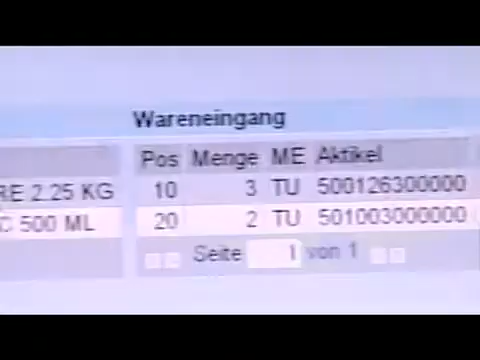 Wareneingang
Pos Menge ME Aktikel
RE 2.25 KG 10 3 TU 500126300000
C 500 ML 20 2 TU 501003000000
Seite 1 von 1